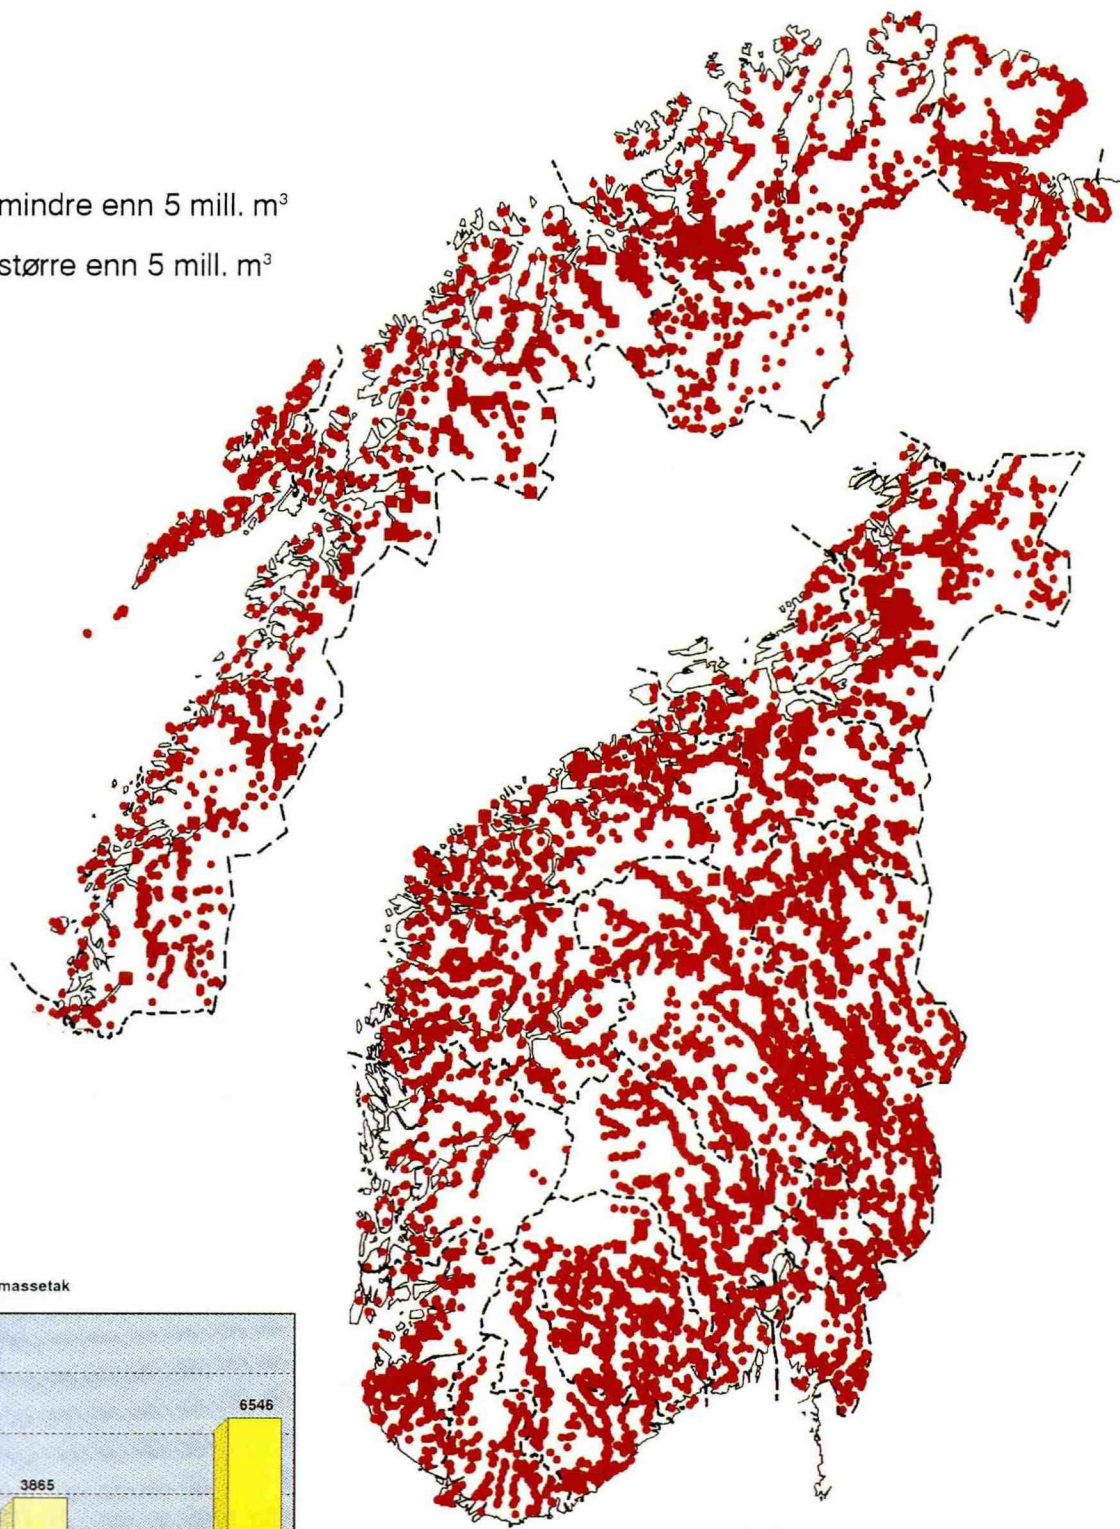 mindre enn 5 mill. m³
større enn 5 mill. m³
massetak
6546
3865